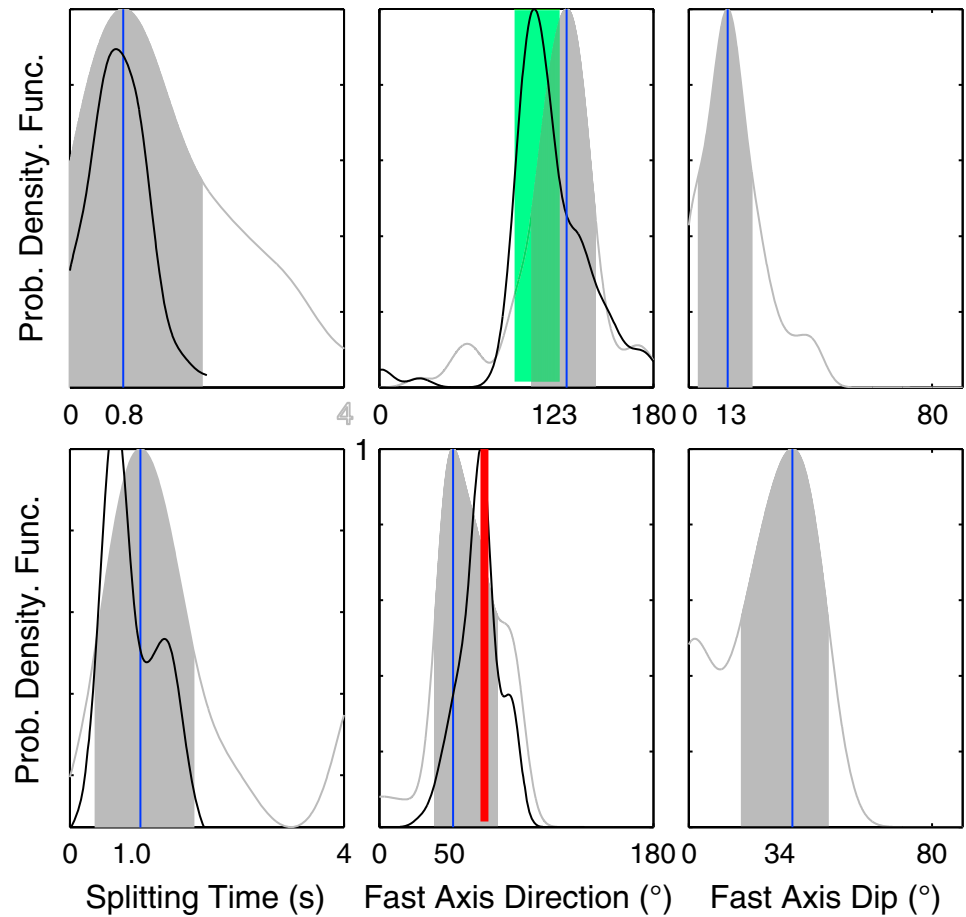 Prob. Density. Func.
0 0.8 4
0 123 180
0 13 80
Prob. Density. Func.
1
0 1.0 4
0 50 180
0 34 80
Splitting Time (s)
Fast Axis Direction (°)
Fast Axis Dip (°)